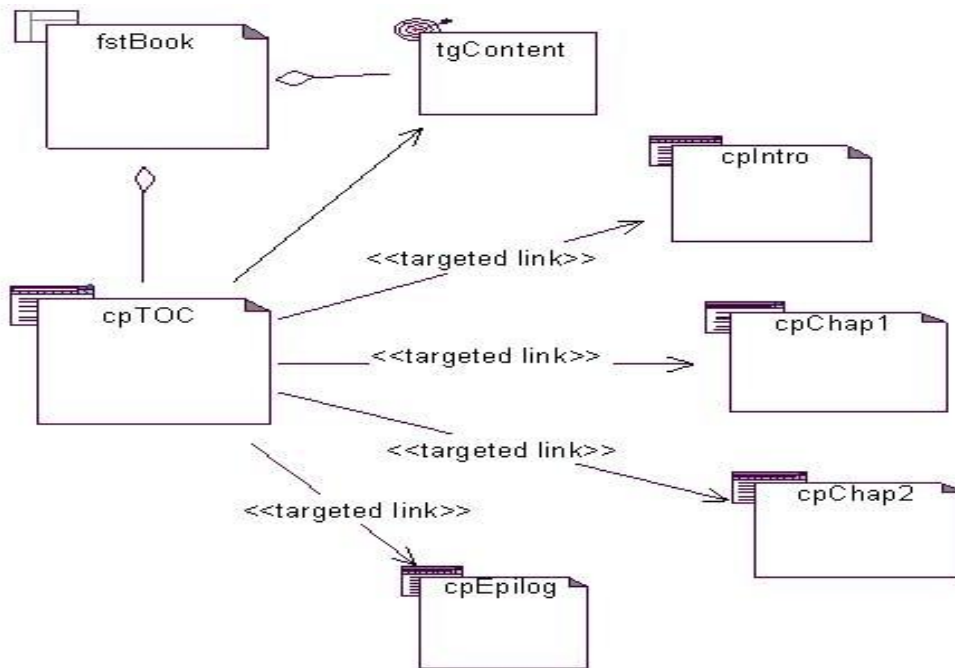 fstBook
tgContent
cpIntro
<<targeted link>>
cpTOC
cpChap1
<<targeted link>>
<<targeted link>>
cpChap2
<<targeted link>>
cpEpilog